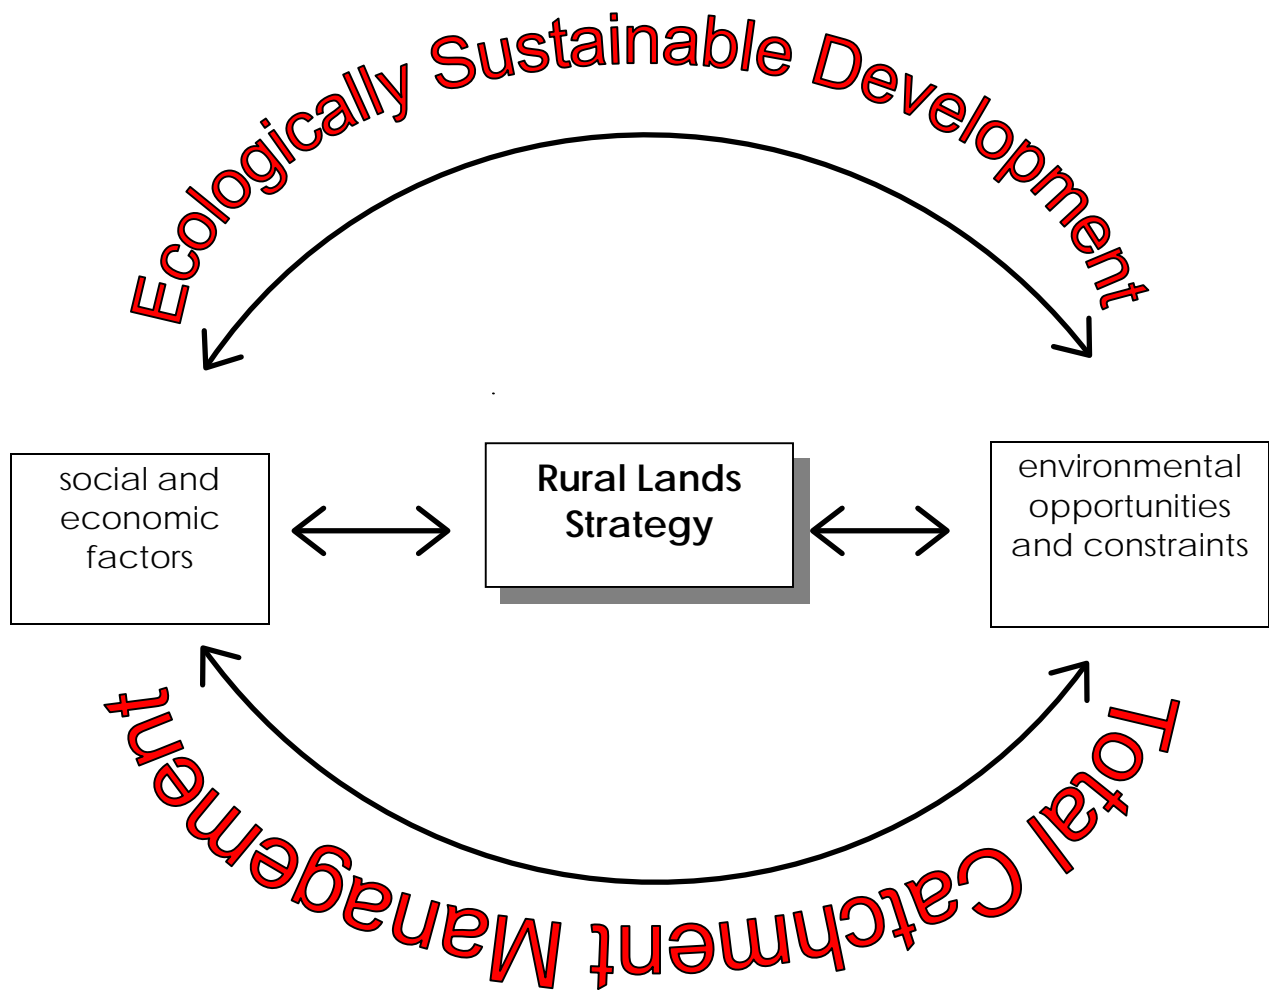 Ecologically Sustainable Development
social and
economic
factors
Rural Lands
Strategy
environmental
opportunities
and constraints
Total Catchment Management